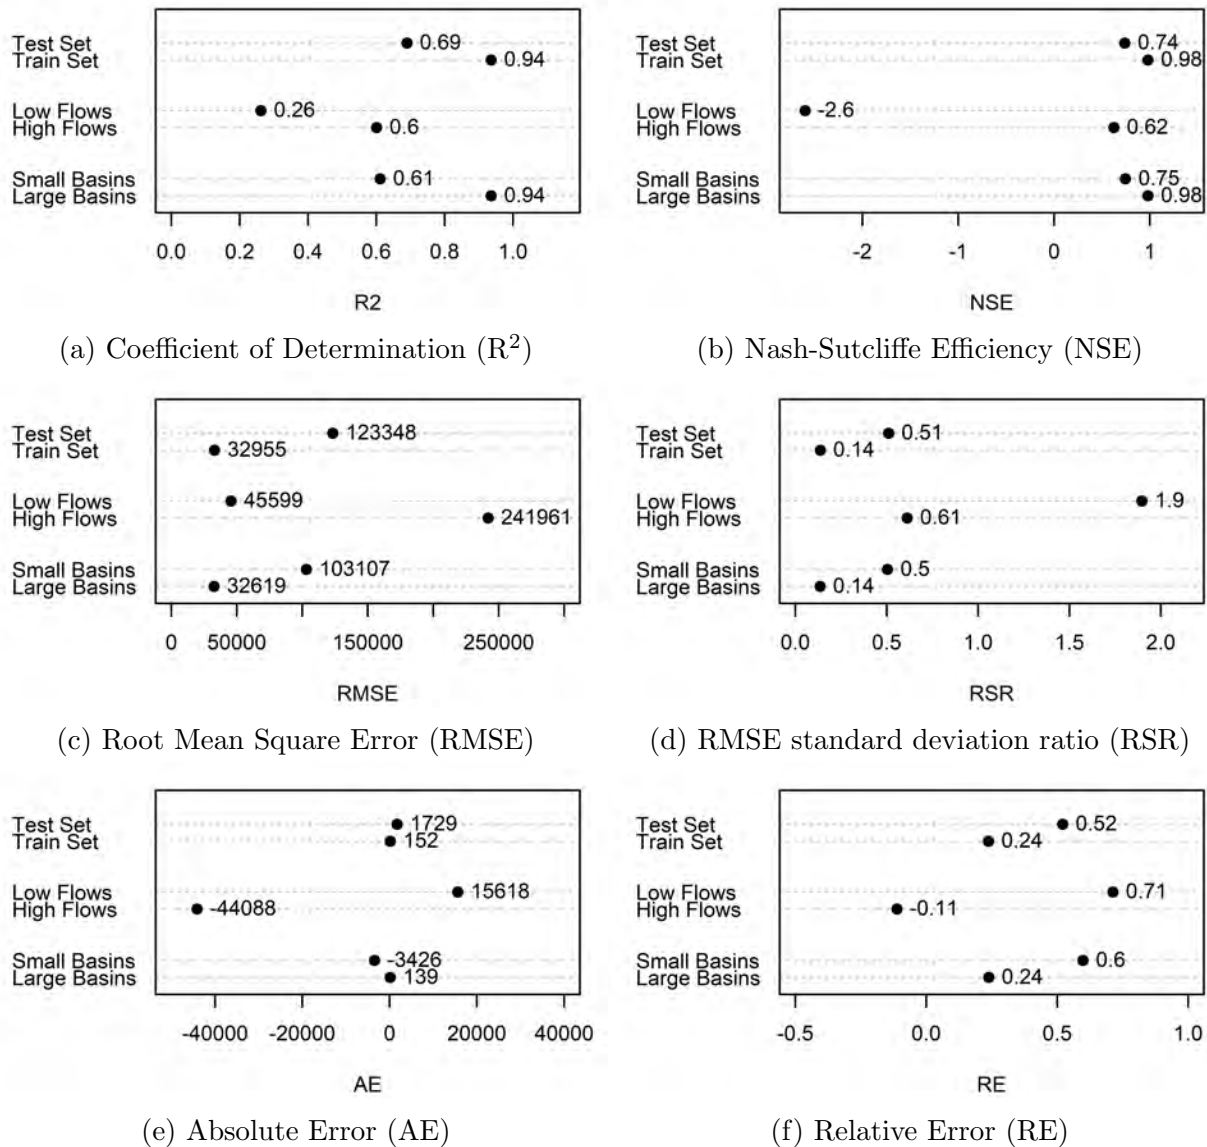 Test Set 0.69
Train Set 0.94
Low Flows 0.26
High Flows 0.6
Small Basins 0.61
Large Basins 0.94
0.0 0.2 0.4 0.6 0.8 1.0
R2
(a) Coefficient of Determination (R²)
Test Set 0.74
Train Set 0.98
Low Flows -2.6
High Flows 0.62
Small Basins 0.75
Large Basins 0.98
-2 -1 0 1
NSE
(b) Nash-Sutcliffe Efficiency (NSE)
Test Set 123348
Train Set 32955
Low Flows 45599
High Flows 241961
Small Basins 103107
Large Basins 32619
0 50000 150000 250000
RMSE
(c) Root Mean Square Error (RMSE)
Test Set 0.51
Train Set 0.14
Low Flows 1.9
High Flows 0.61
Small Basins 0.5
Large Basins 0.14
0.0 0.5 1.0 1.5 2.0
RSR
(d) RMSE standard deviation ratio (RSR)
Test Set 1729
Train Set 152
Low Flows 15618
High Flows -44088
Small Basins -3426
Large Basins 139
-40000 -20000 0 20000 40000
AE
(e) Absolute Error (AE)
Test Set 0.52
Train Set 0.24
Low Flows 0.71
High Flows -0.11
Small Basins 0.6
Large Basins 0.24
-0.5 0.0 0.5 1.0
RE
(f) Relative Error (RE)